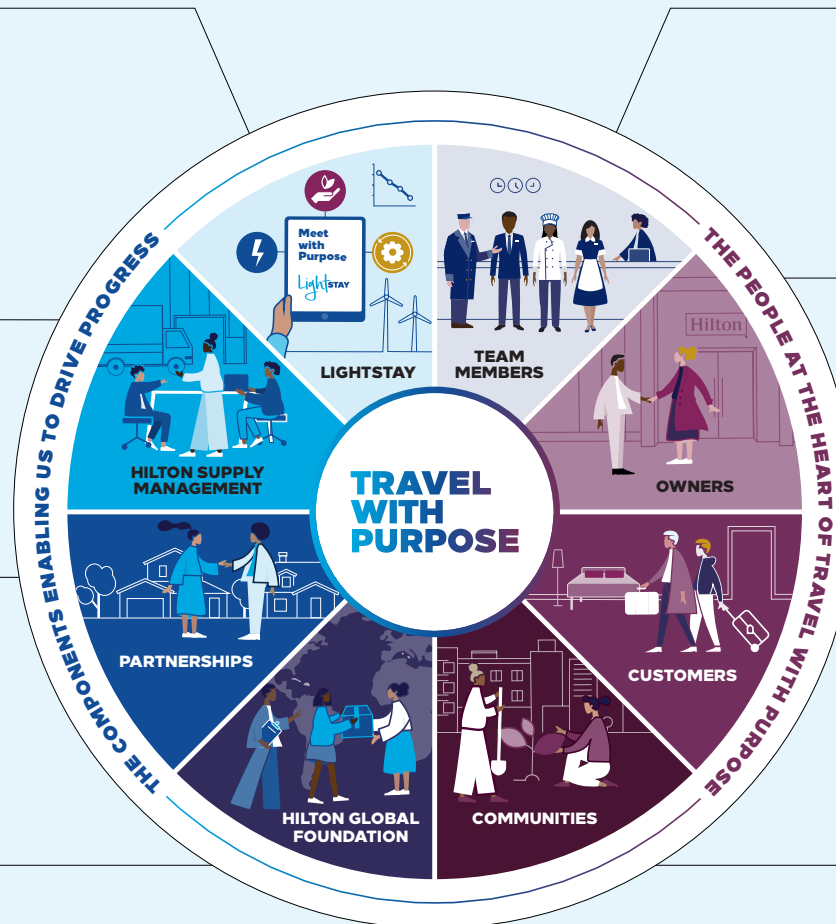 THE COMPONENTS ENABLING US TO DRIVE PROGRESS
THE PEOPLE AT THE HEART OF TRAVEL WITH PURPOSE
Meet
with
Purpose
LightSTAY
LIGHTSTAY
TEAM
MEMBERS
Hilton
OWNERS
HILTON SUPPLY
MANAGEMENT
TRAVEL
WITH
PURPOSE
PARTNERSHIPS
CUSTOMERS
HILTON GLOBAL
FOUNDATION
COMMUNITIES